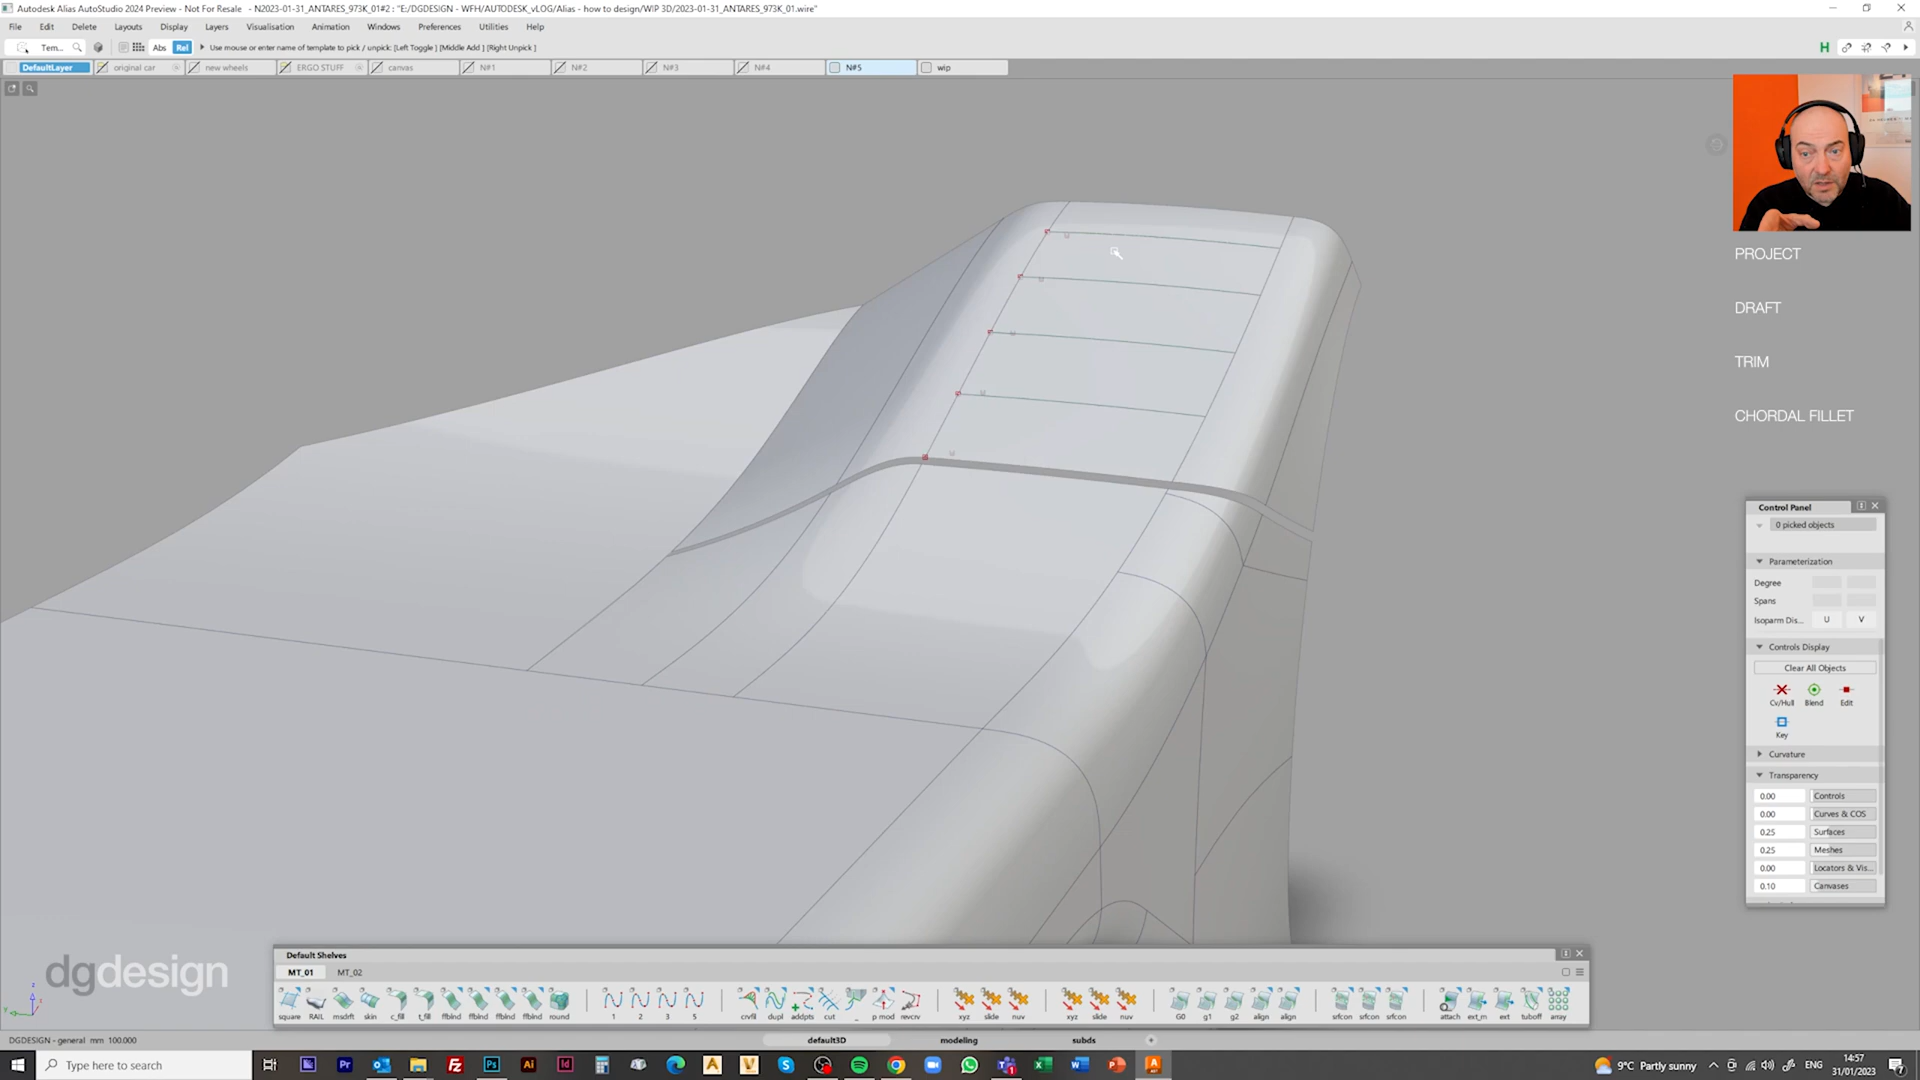 Autodesk Alias AutoStudio 2024 Preview - Not For Resale - N2023-01-31_ANTARES_973K_01#2 : "E:/DGDESIGN - WFH/AUTODESK_vLOG/Alias - how to design/WIP 3D/2023-01-31_ANTARES_973K_01.wire"
File Edit Delete Layouts Display Layers Visualisation Animation Windows Preferences Utilities Help
Tem... Abs Rel Use mouse or enter name of template to pick / unpick: [Left Toggle ] [Middle Add ] [Right Unpick ] H
DefaultLayer original car new wheels ERGO STUFF canvas N#1 N#2 N#3 N#4 N#5 wip
PROJECT
DRAFT
TRIM
CHORDAL FILLET
Control Panel
0 picked objects
Parameterization
Degree
Spans
Isoparm Dis... U V
Controls Display
Clear All Objects
Cv/Hull Blend Edit
Key
Curvature
Transparency
0.00 Controls
0.00 Curves & COS
0.25 Surfaces
0.25 Meshes
0.00 Locators & Vis...
0.10 Canvases
dgdesign
Default Shelves
MT_01 MT_02
square RAIL msdrft skin c_fill t_fill ffblnd ffblnd ffblnd ffblnd round 1 2 3 5 crvfil dupl addpts cut _ p mod revcrv xyz slide nuv xyz slide nuv G0 g1 g2 align align srfcon srfcon srfcon attach ext_m ext tuboff array
DGDESIGN - general mm 100.000
default3D modeling subds
Type here to search
9°C Partly sunny ENG 14:57
31/01/2023